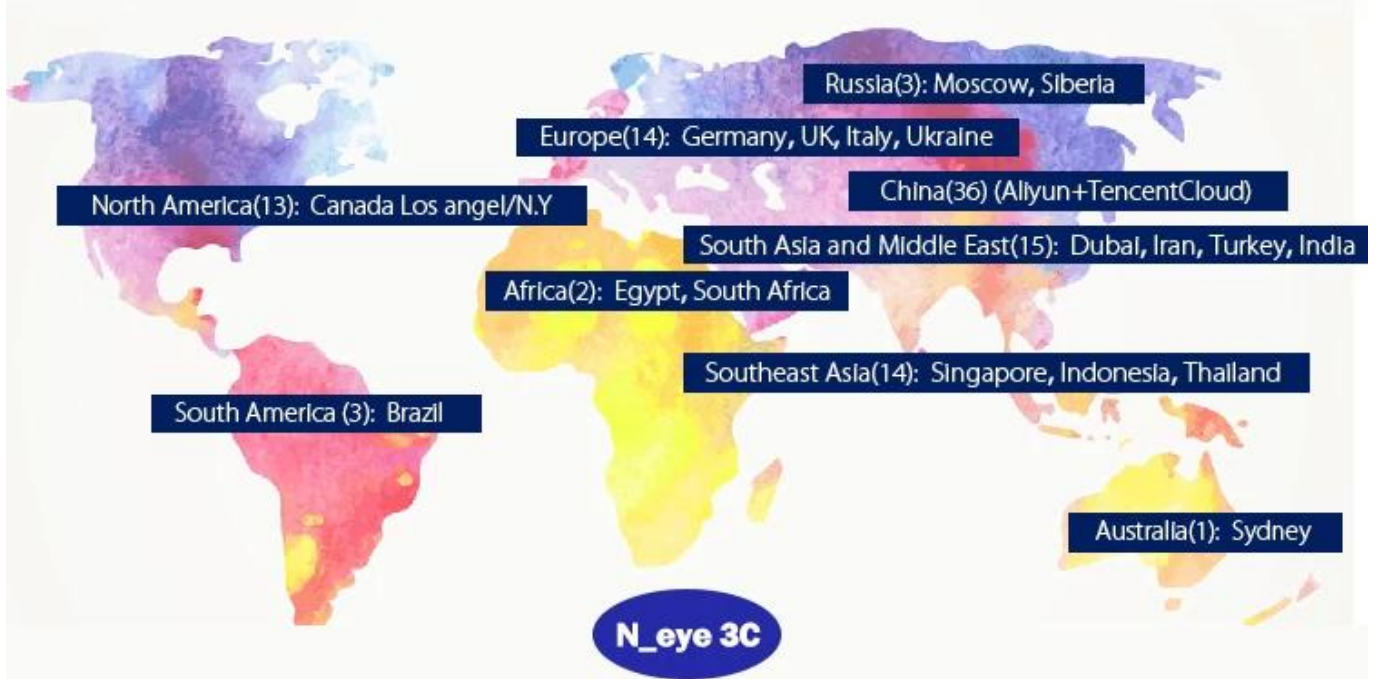 Russia(3): Moscow, Siberia
Europe(14): Germany, UK, Italy, Ukraine
China(36) (Aliyun+TencentCloud)
North America(13): Canada Los angel/N.Y
South Asia and Middle East(15): Dubai, Iran, Turkey, India
Africa(2): Egypt, South Africa
Southeast Asia(14): Singapore, Indonesia, Thailand
South America (3): Brazil
Australia(1): Sydney
N_eye 3C